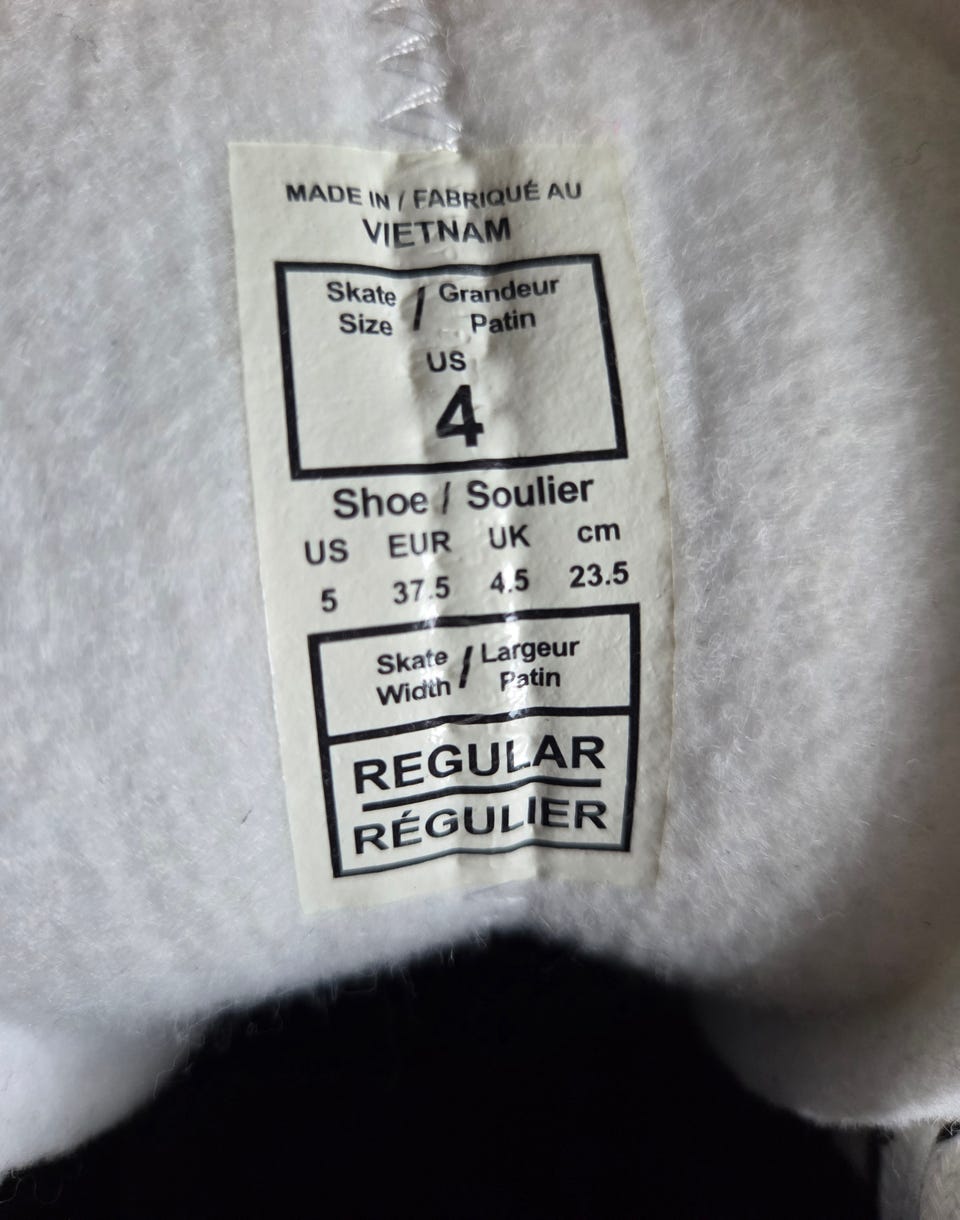 MADE IN / FABRIQUÉ AU
VIETNAM
Skate Size / Grandeur Patin
US
4
Shoe / Soulier
US EUR UK cm
5 37.5 4.5 23.5
Skate Width / Largeur Patin
REGULAR
RÉGULIER